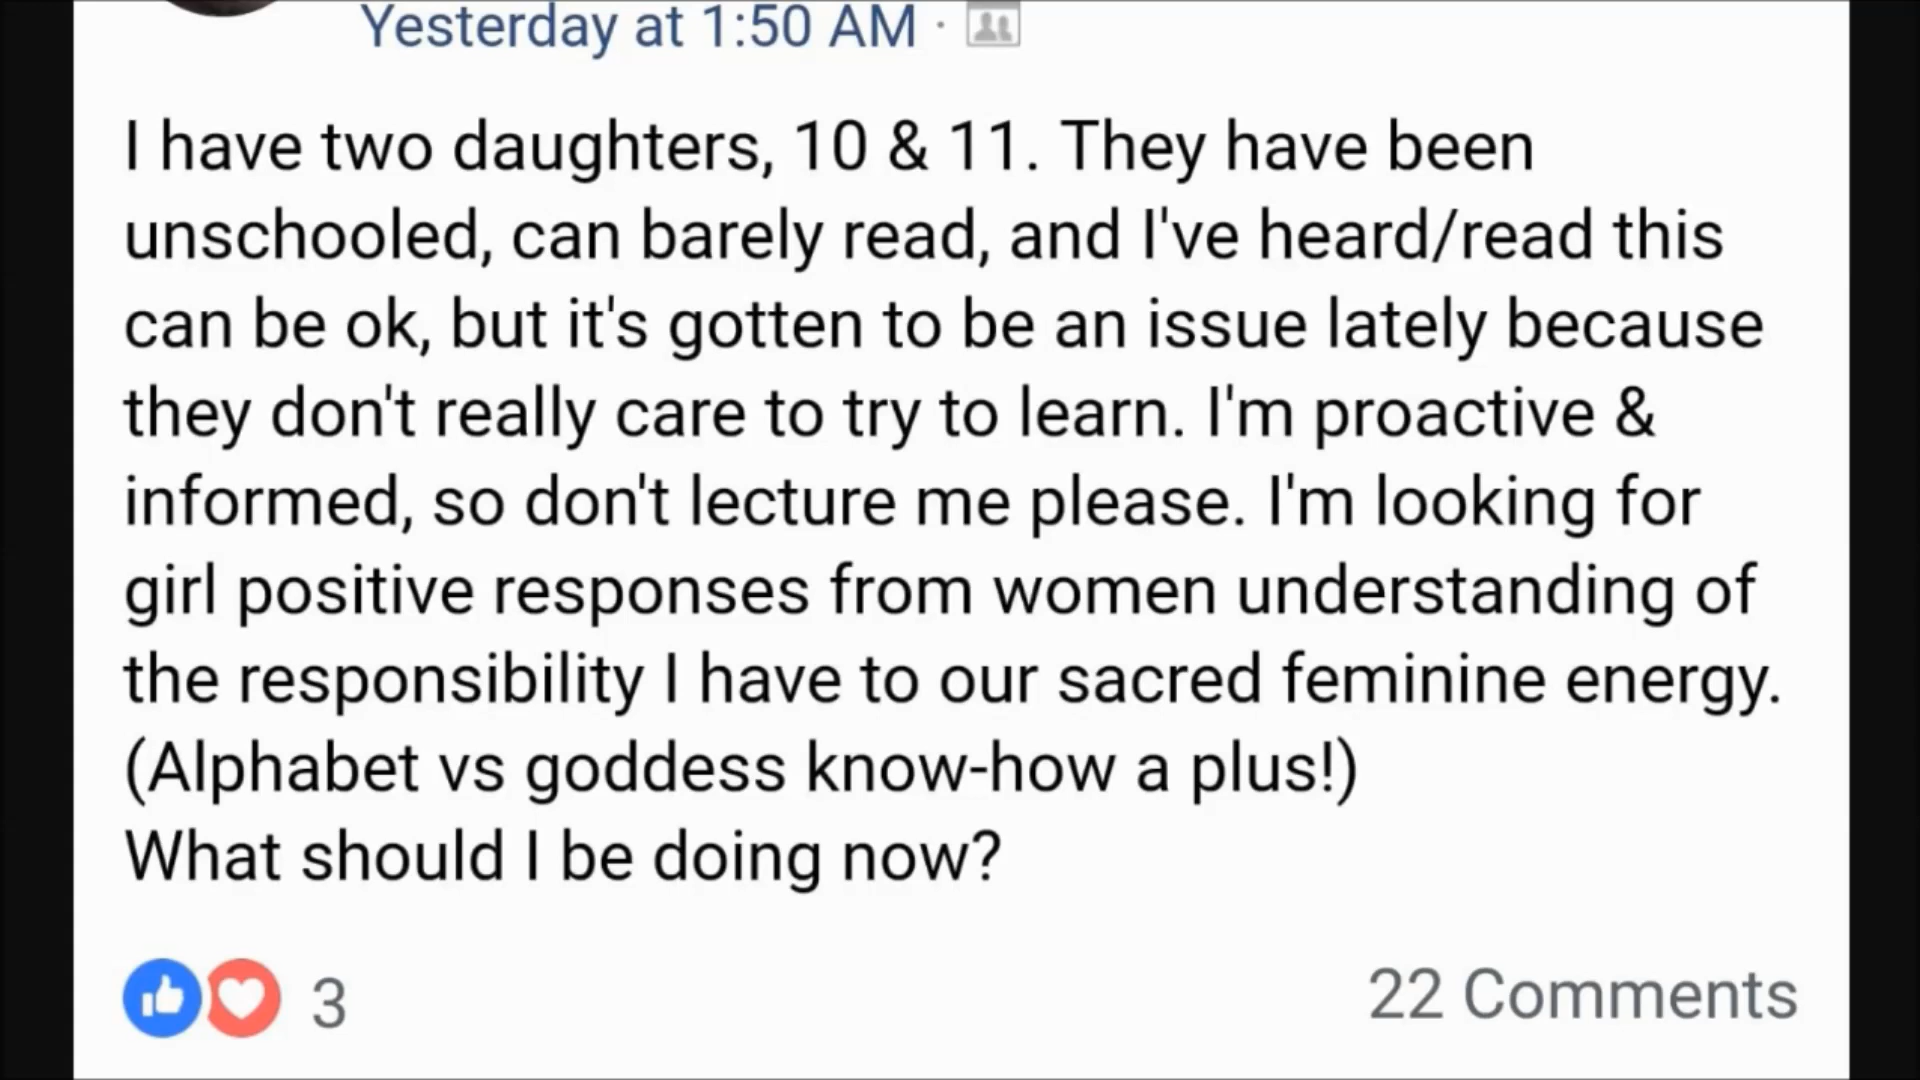 Yesterday at 1:50 AM ·
I have two daughters, 10 & 11. They have been
unschooled, can barely read, and I've heard/read this
can be ok, but it's gotten to be an issue lately because
they don't really care to try to learn. I'm proactive &
informed, so don't lecture me please. I'm looking for
girl positive responses from women understanding of
the responsibility I have to our sacred feminine energy.
(Alphabet vs goddess know-how a plus!)
What should I be doing now?
3 22 Comments